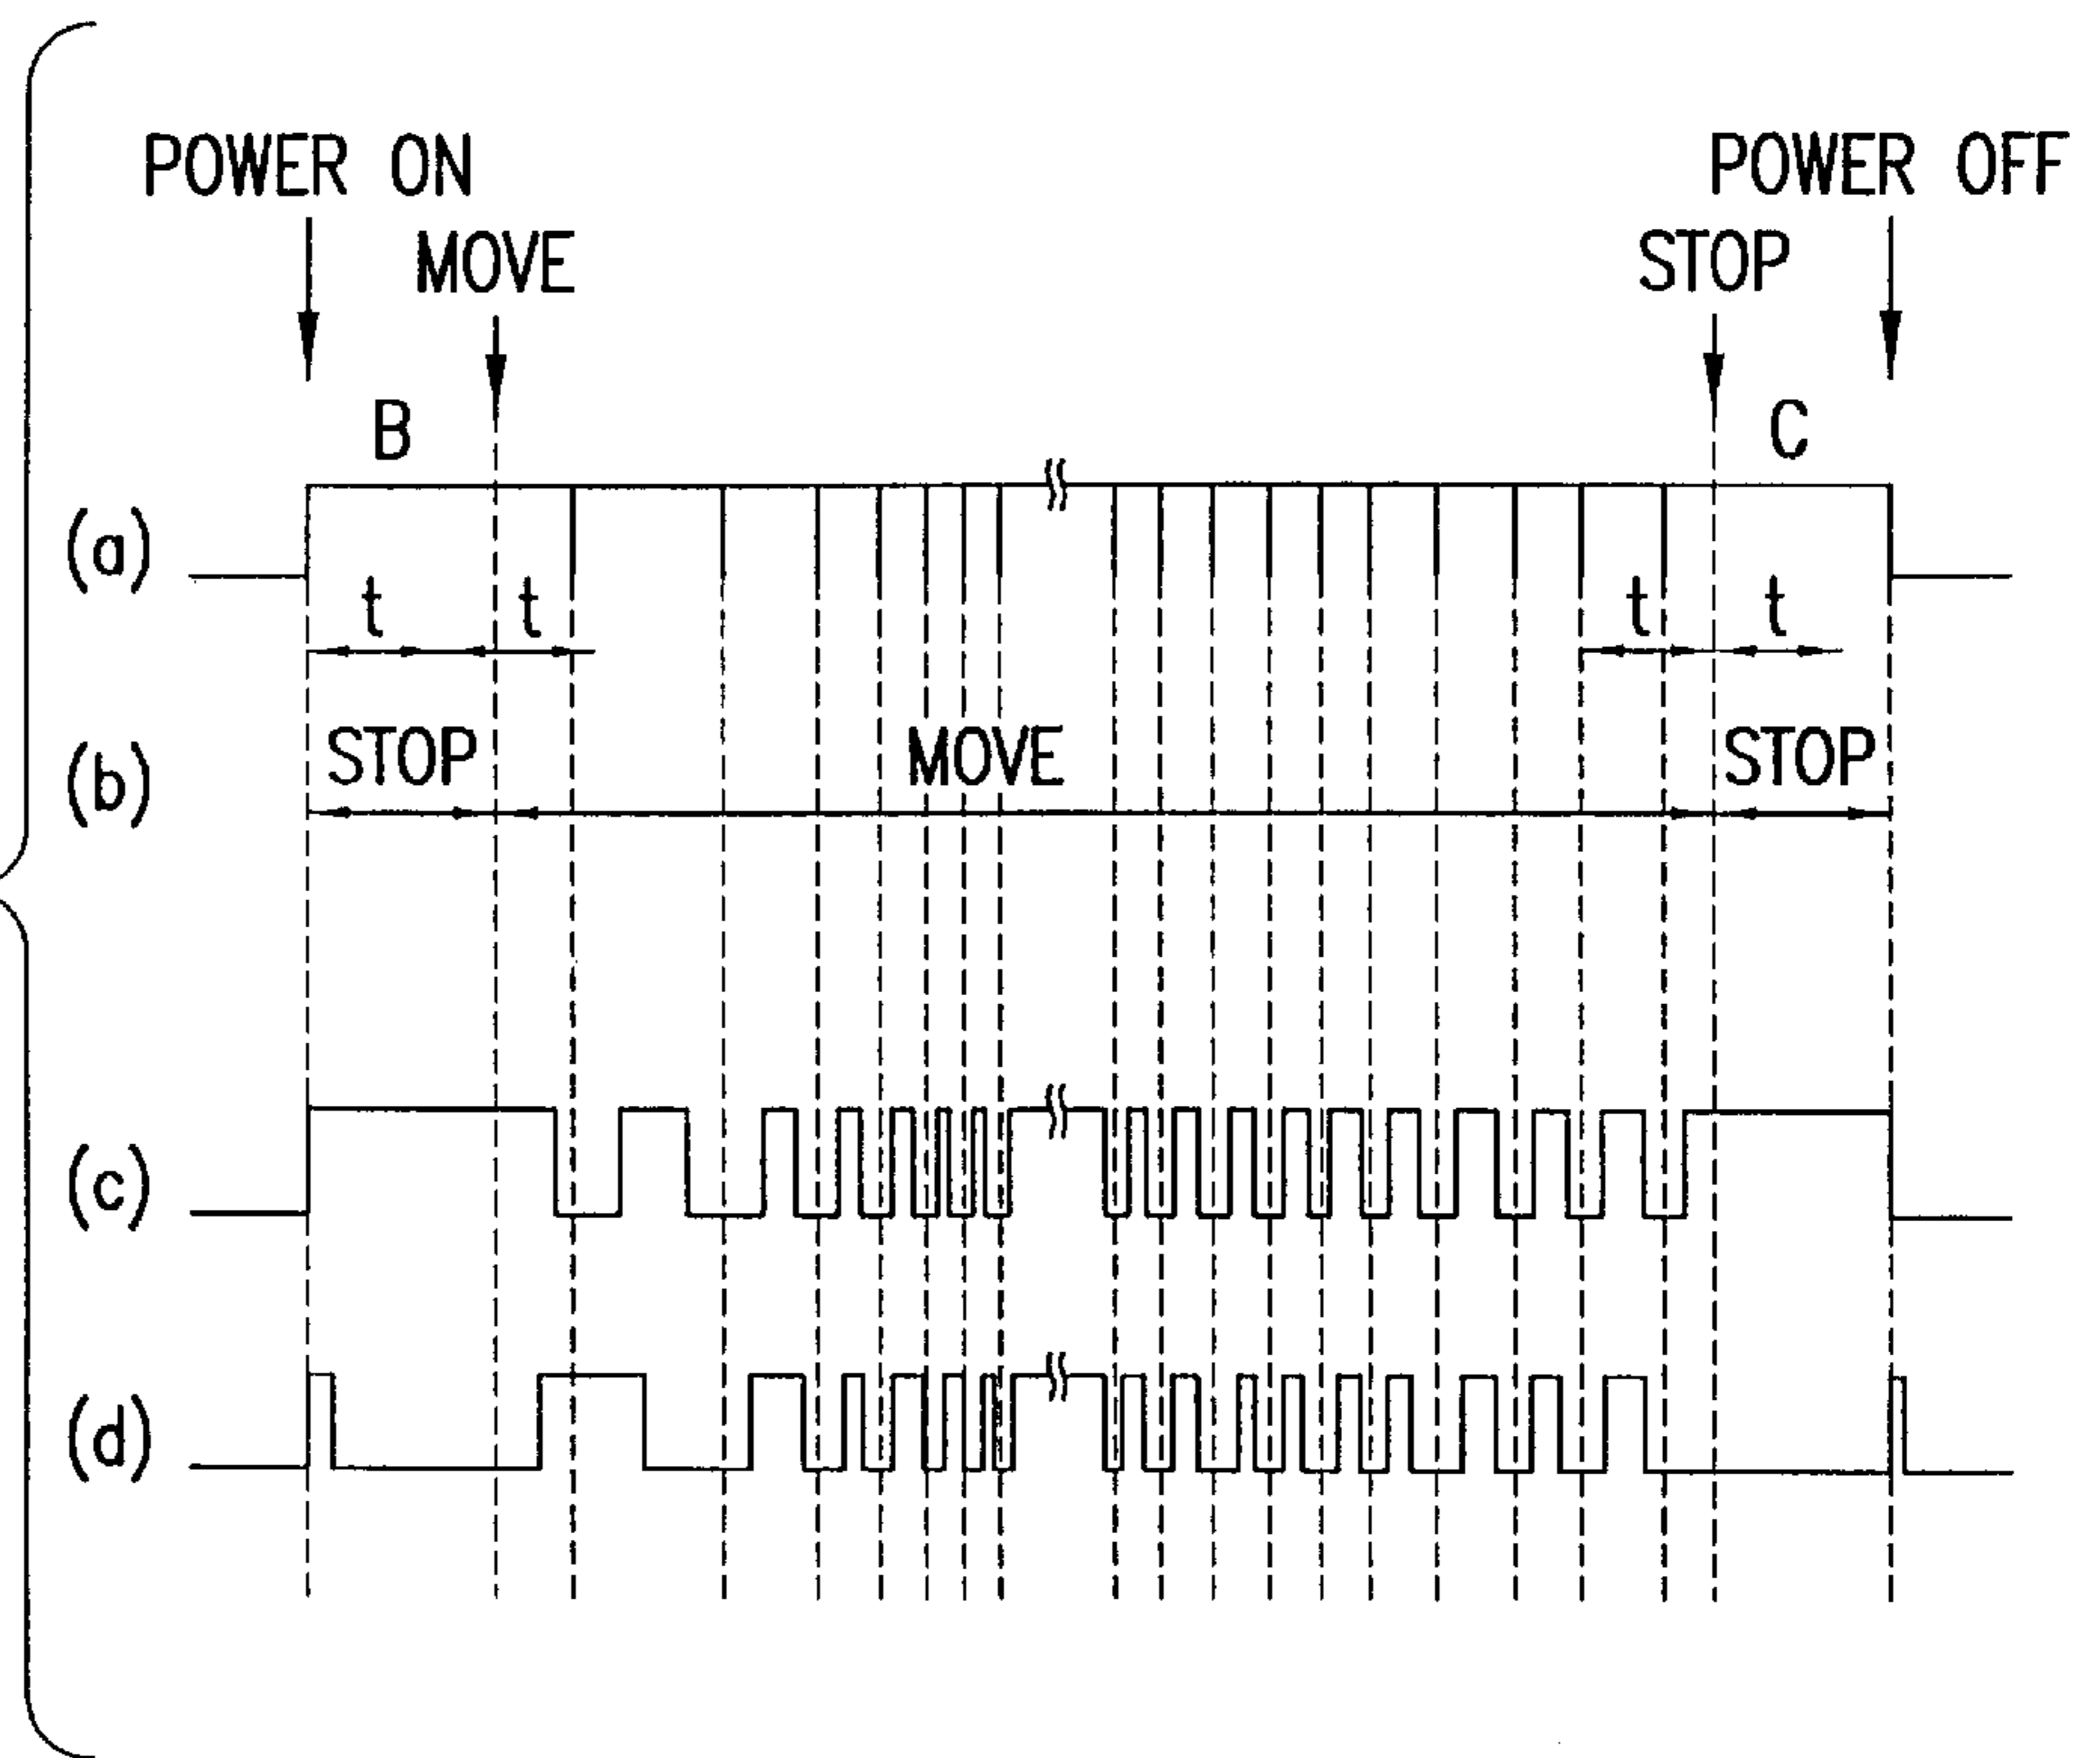 POWER ON
POWER OFF
MOVE
STOP
B
C
(a)
t
t
t
t
(b)
STOP
MOVE
STOP
(c)
(d)